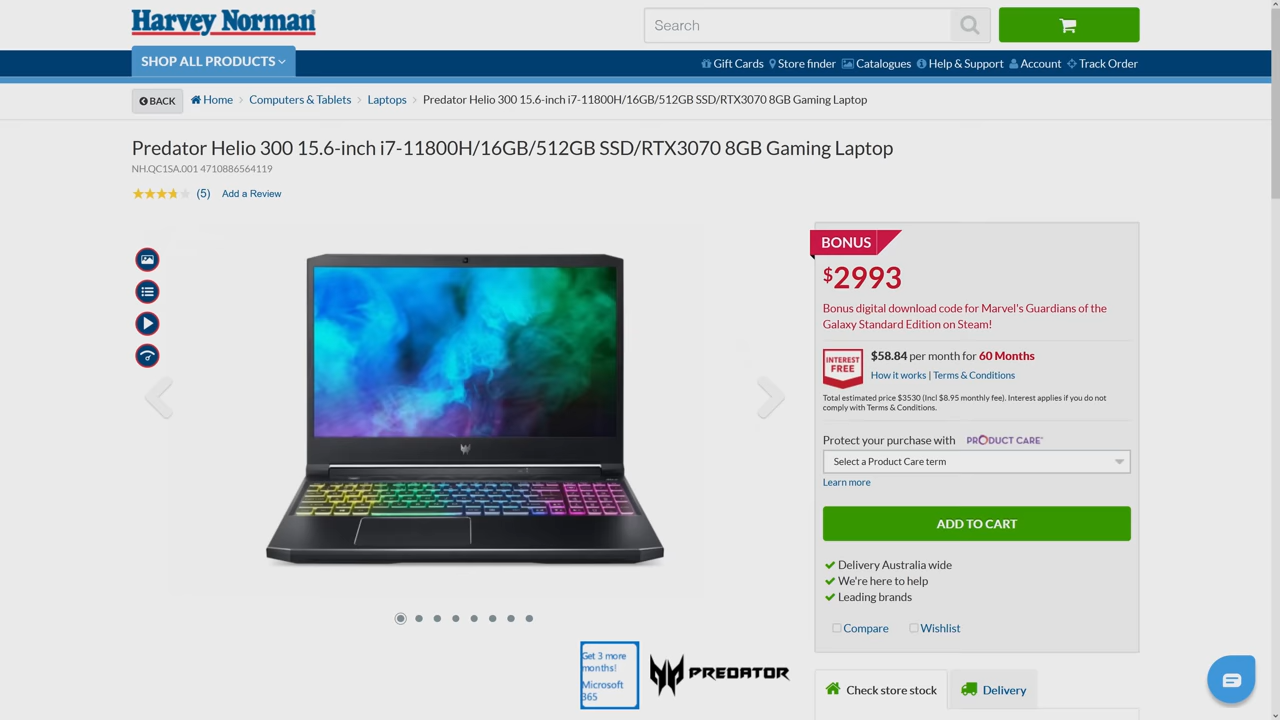 Harvey Norman
Search
SHOP ALL PRODUCTS
Gift Cards Store finder Catalogues Help & Support Account Track Order
BACK Home Computers & Tablets Laptops Predator Helio 300 15.6-inch i7-11800H/16GB/512GB SSD/RTX3070 8GB Gaming Laptop
Predator Helio 300 15.6-inch i7-11800H/16GB/512GB SSD/RTX3070 8GB Gaming Laptop
NH.QC1SA.001 4710886564119
(5) Add a Review
BONUS
$2993
Bonus digital download code for Marvel's Guardians of the
Galaxy Standard Edition on Steam!
INTEREST
FREE
$58.84 per month for 60 Months
How it works | Terms & Conditions
Total estimated price $3530 (Incl $8.95 monthly fee). Interest applies if you do not
comply with Terms & Conditions.
Protect your purchase with PRODUCT CARE
Select a Product Care term
Learn more
ADD TO CART
Delivery Australia wide
We're here to help
Leading brands
Compare Wishlist
Get 3 more
months!
Microsoft
365
PREDATOR
Check store stock Delivery